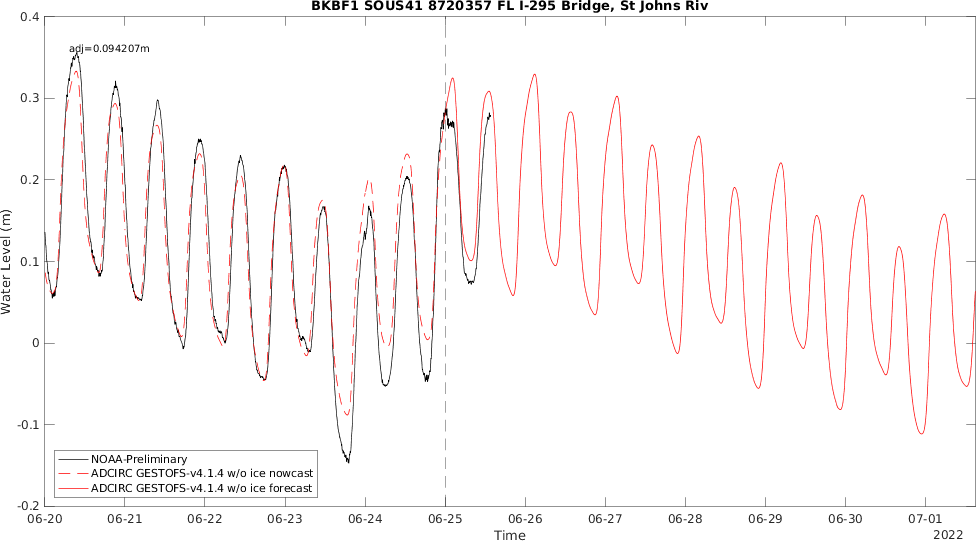 BKBF1 SOUS41 8720357 FL I-295 Bridge, St Johns Riv
adj=0.094207m
0.4
0.3
0.2
0.1
0
-0.1
-0.2
Water Level (m)
NOAA-Preliminary
ADCIRC GESTOFS-v4.1.4 w/o ice nowcast
ADCIRC GESTOFS-v4.1.4 w/o ice forecast
06-20 06-21 06-22 06-23 06-24 06-25 06-26 06-27 06-28 06-29 06-30 07-01
Time
2022